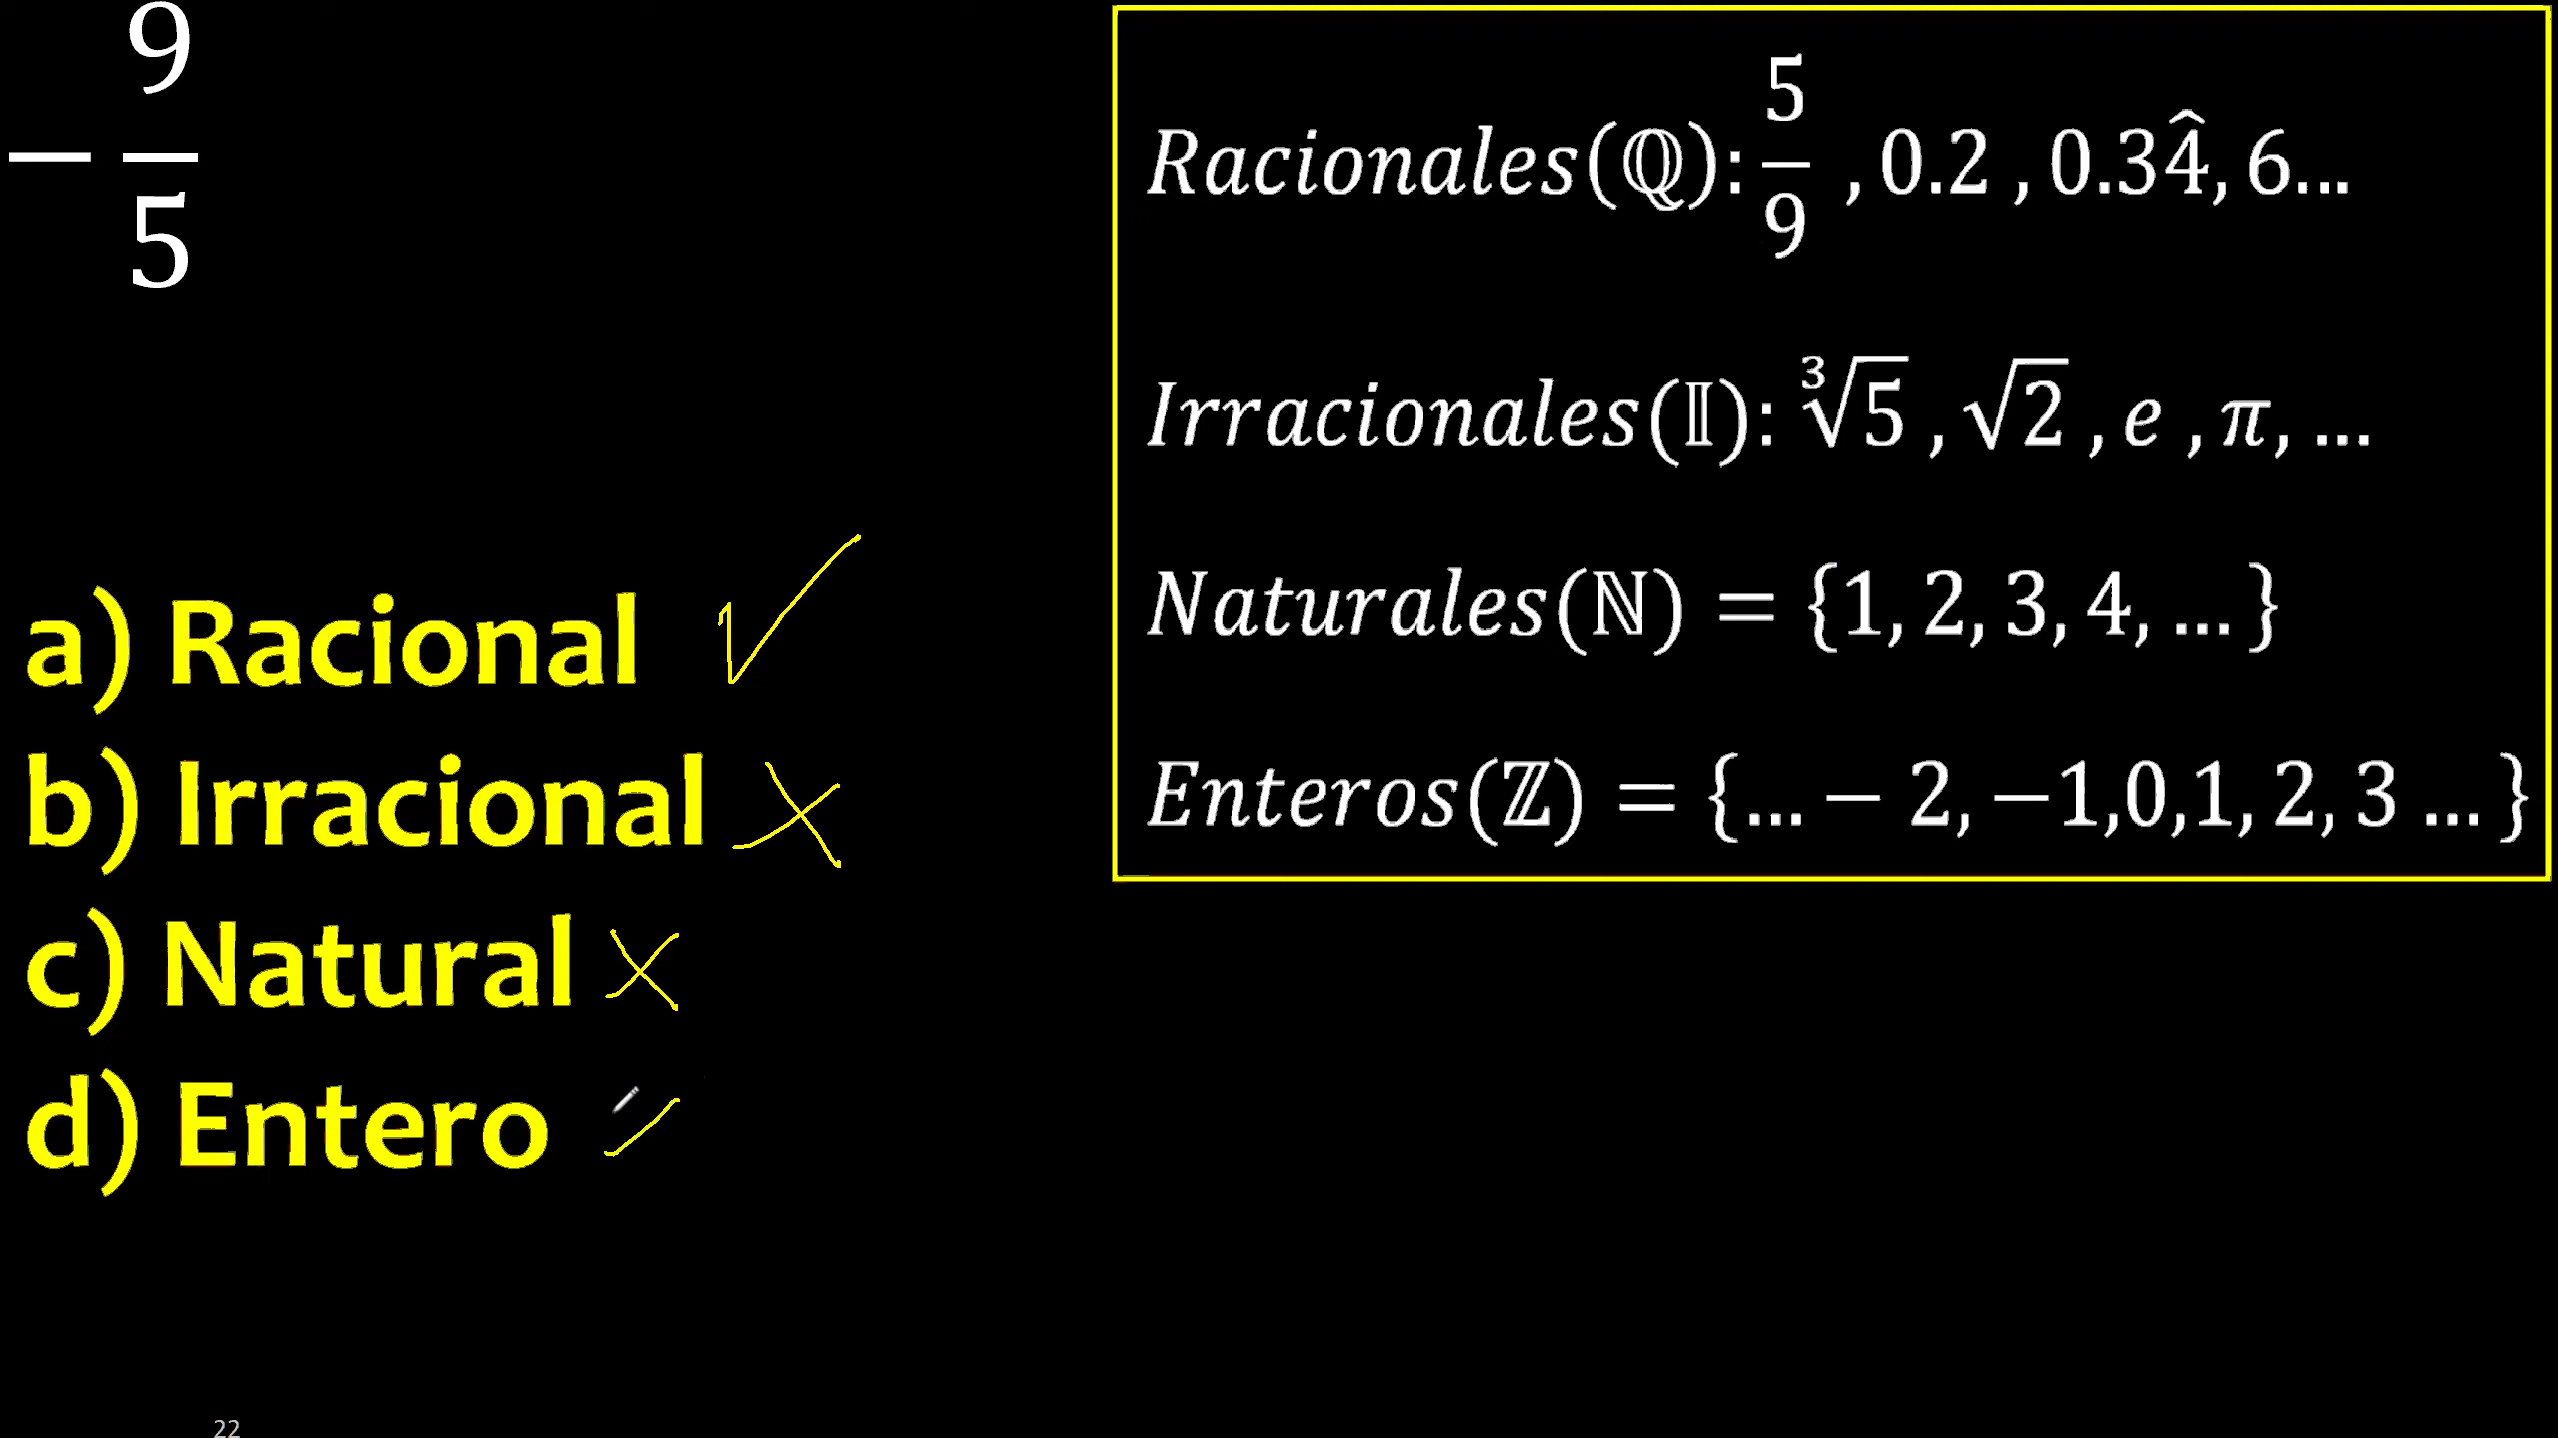 − 9/5
Racionales(ℚ): 5/9 , 0.2 , 0.34̂, 6...
Irracionales(𝕀): ∛5 , √2 , e , π, ...
Naturales(ℕ) = {1, 2, 3, 4, ... }
Enteros(ℤ) = {... − 2, −1,0,1, 2, 3 ... }
a) Racional ✓
b) Irracional ×
c) Natural ×
d) Entero
22